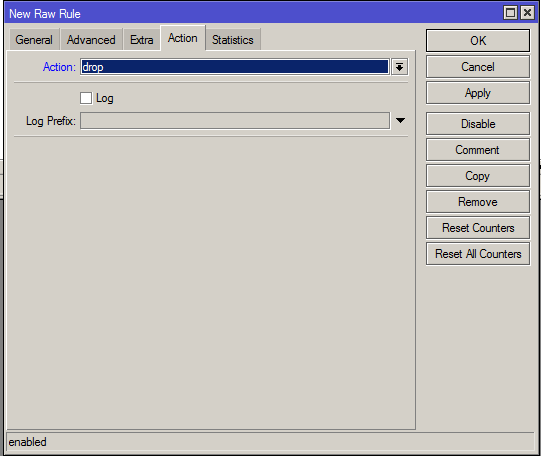 New Raw Rule
General Advanced Extra Action Statistics
Action: drop
Log
Log Prefix:
OK
Cancel
Apply
Disable
Comment
Copy
Remove
Reset Counters
Reset All Counters
enabled